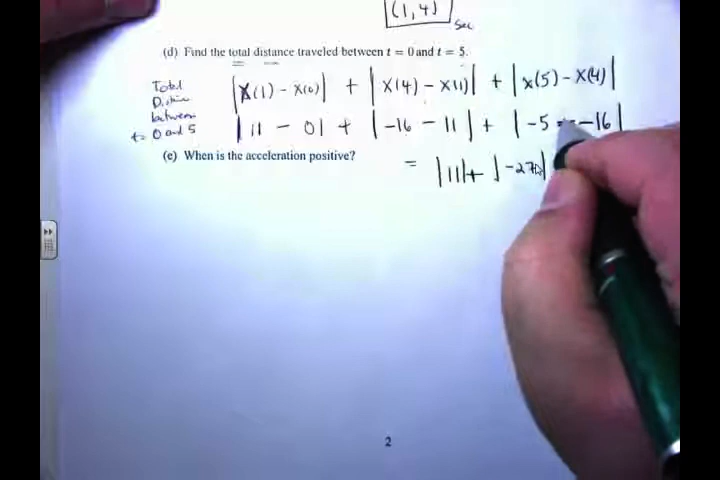 (1, 4) sec
(d) Find the total distance traveled between t = 0 and t = 5.
Total
between
t= 0 and 5
|x(1) - x(0)| + |x(4) - x(1)| + |x(5) - x(4)|
|11 - 0| + |-16 - 11| + |-5 - -16|
(e) When is the acceleration positive?
= |11| + |-27|
2